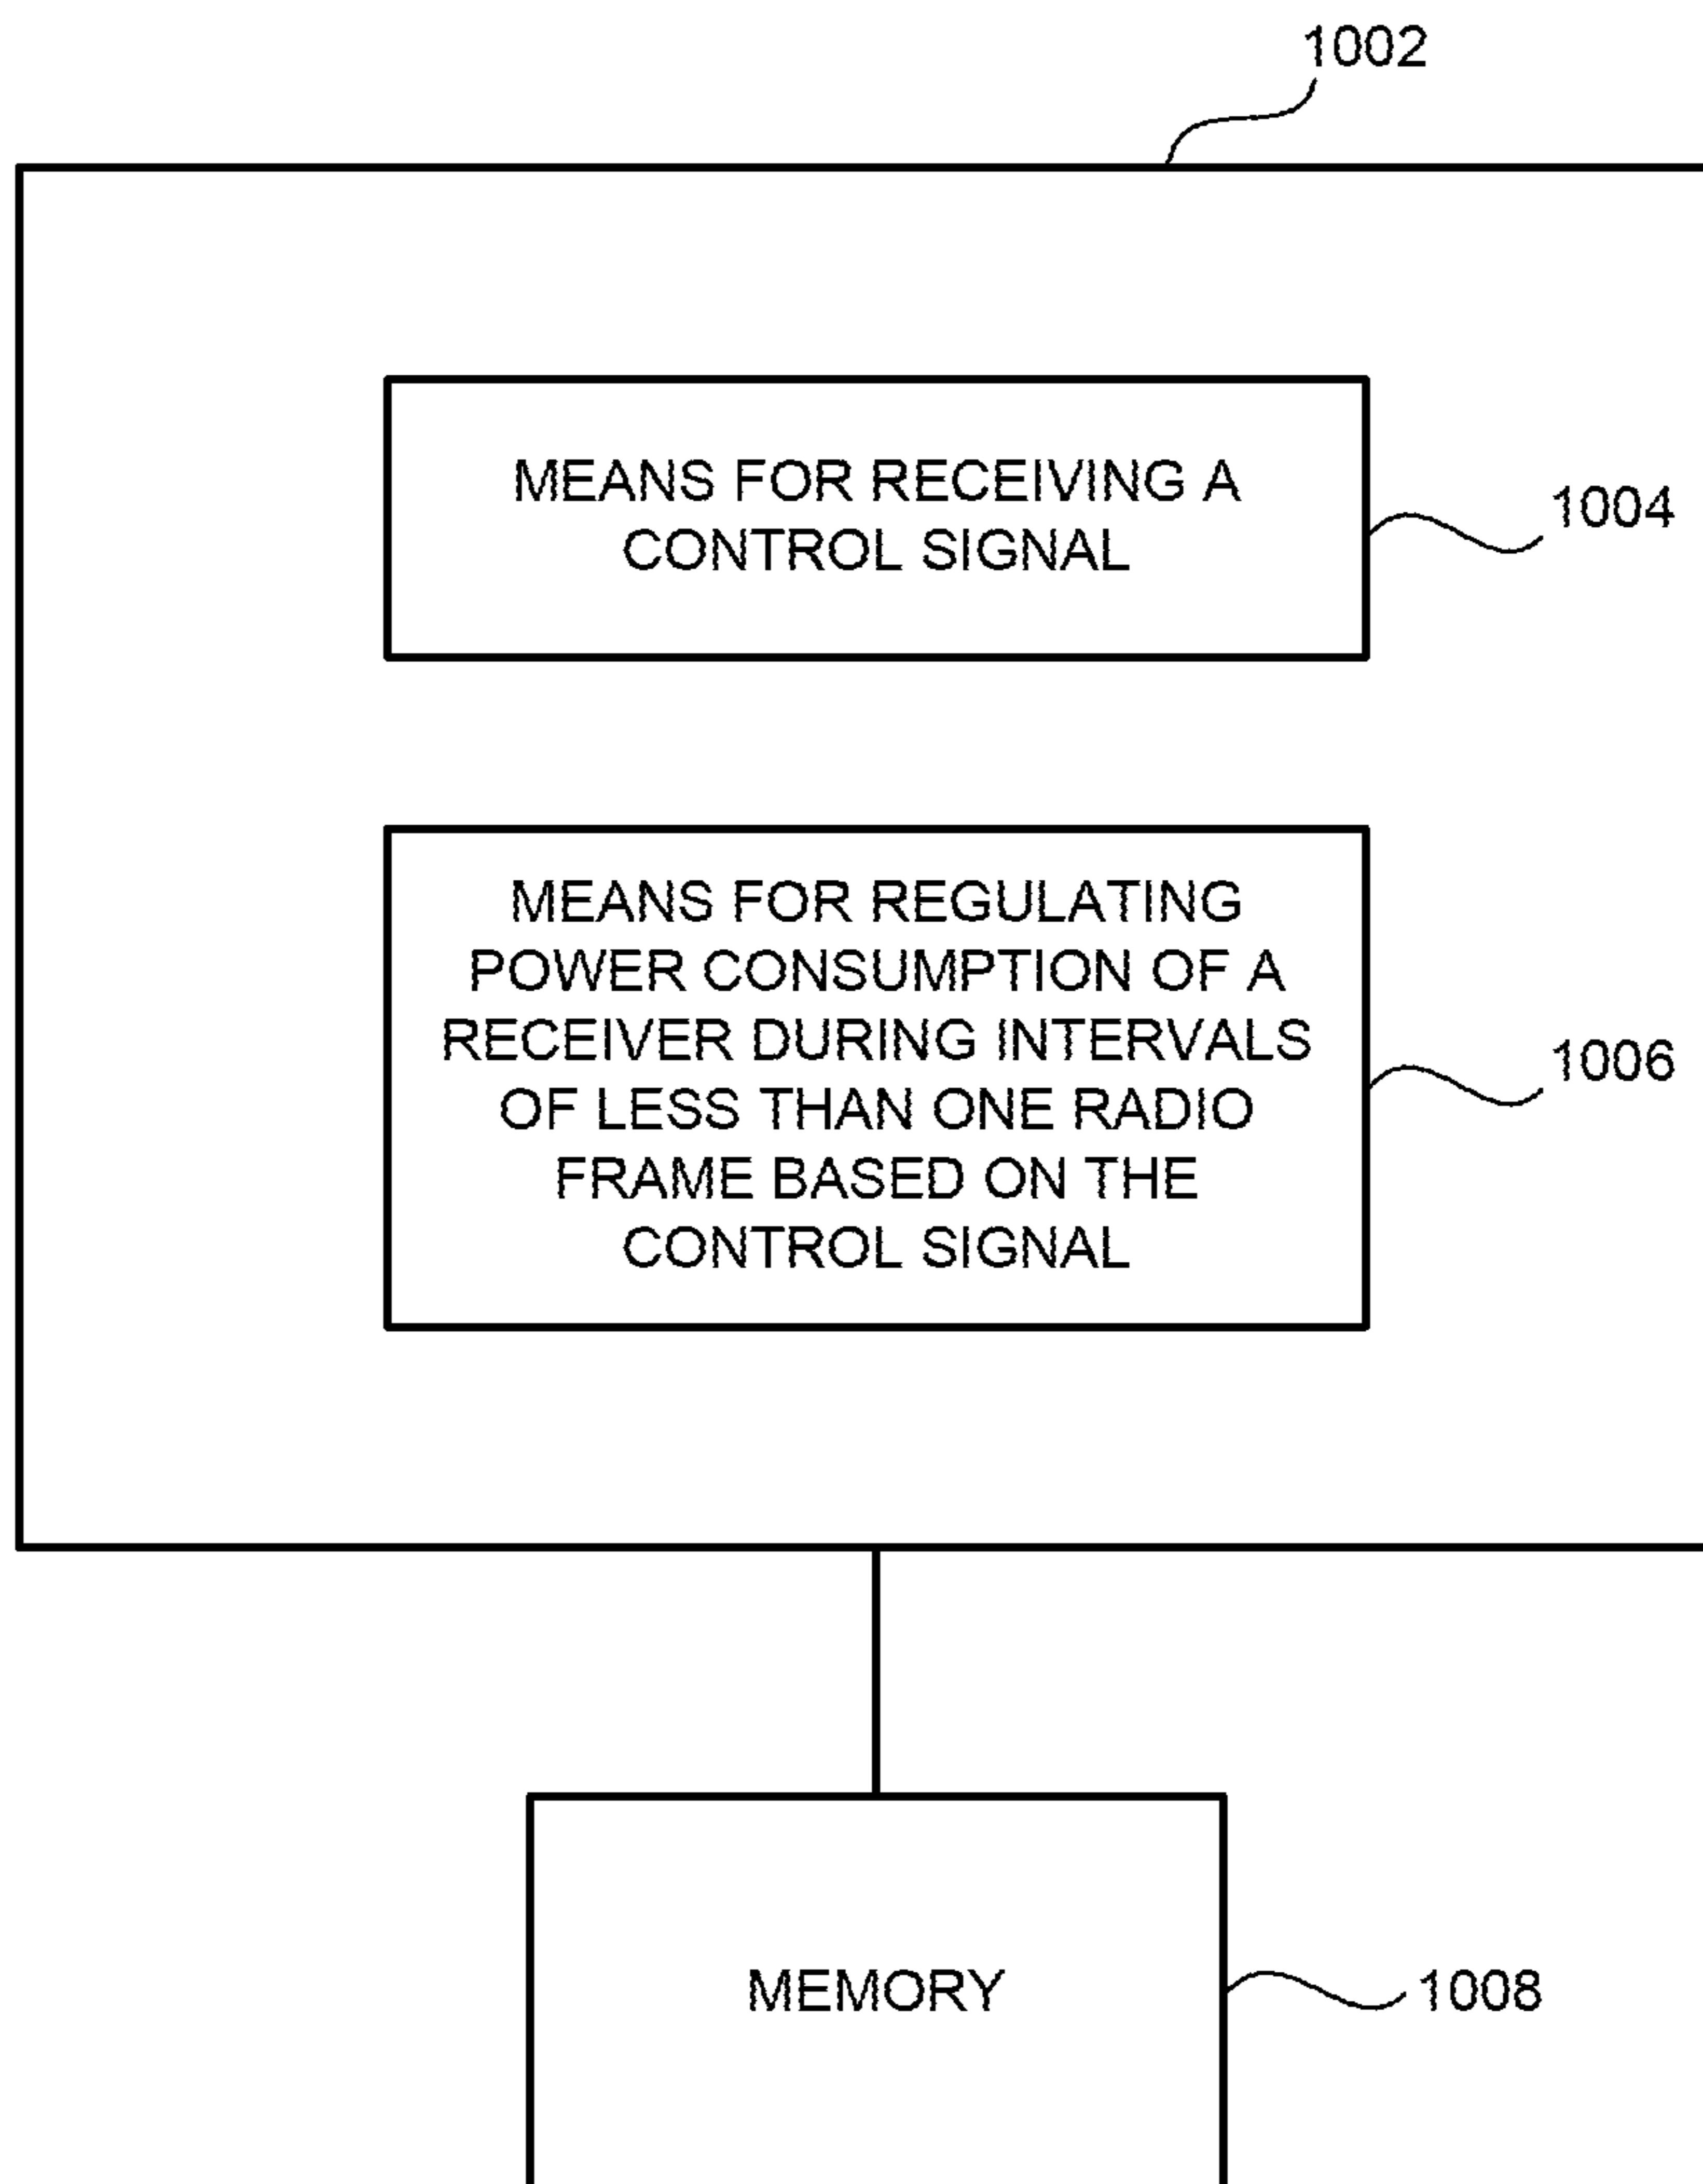 1002
MEANS FOR RECEIVING A
CONTROL SIGNAL
1004
MEANS FOR REGULATING
POWER CONSUMPTION OF A
RECEIVER DURING INTERVALS
OF LESS THAN ONE RADIO
FRAME BASED ON THE
CONTROL SIGNAL
1006
MEMORY
1008